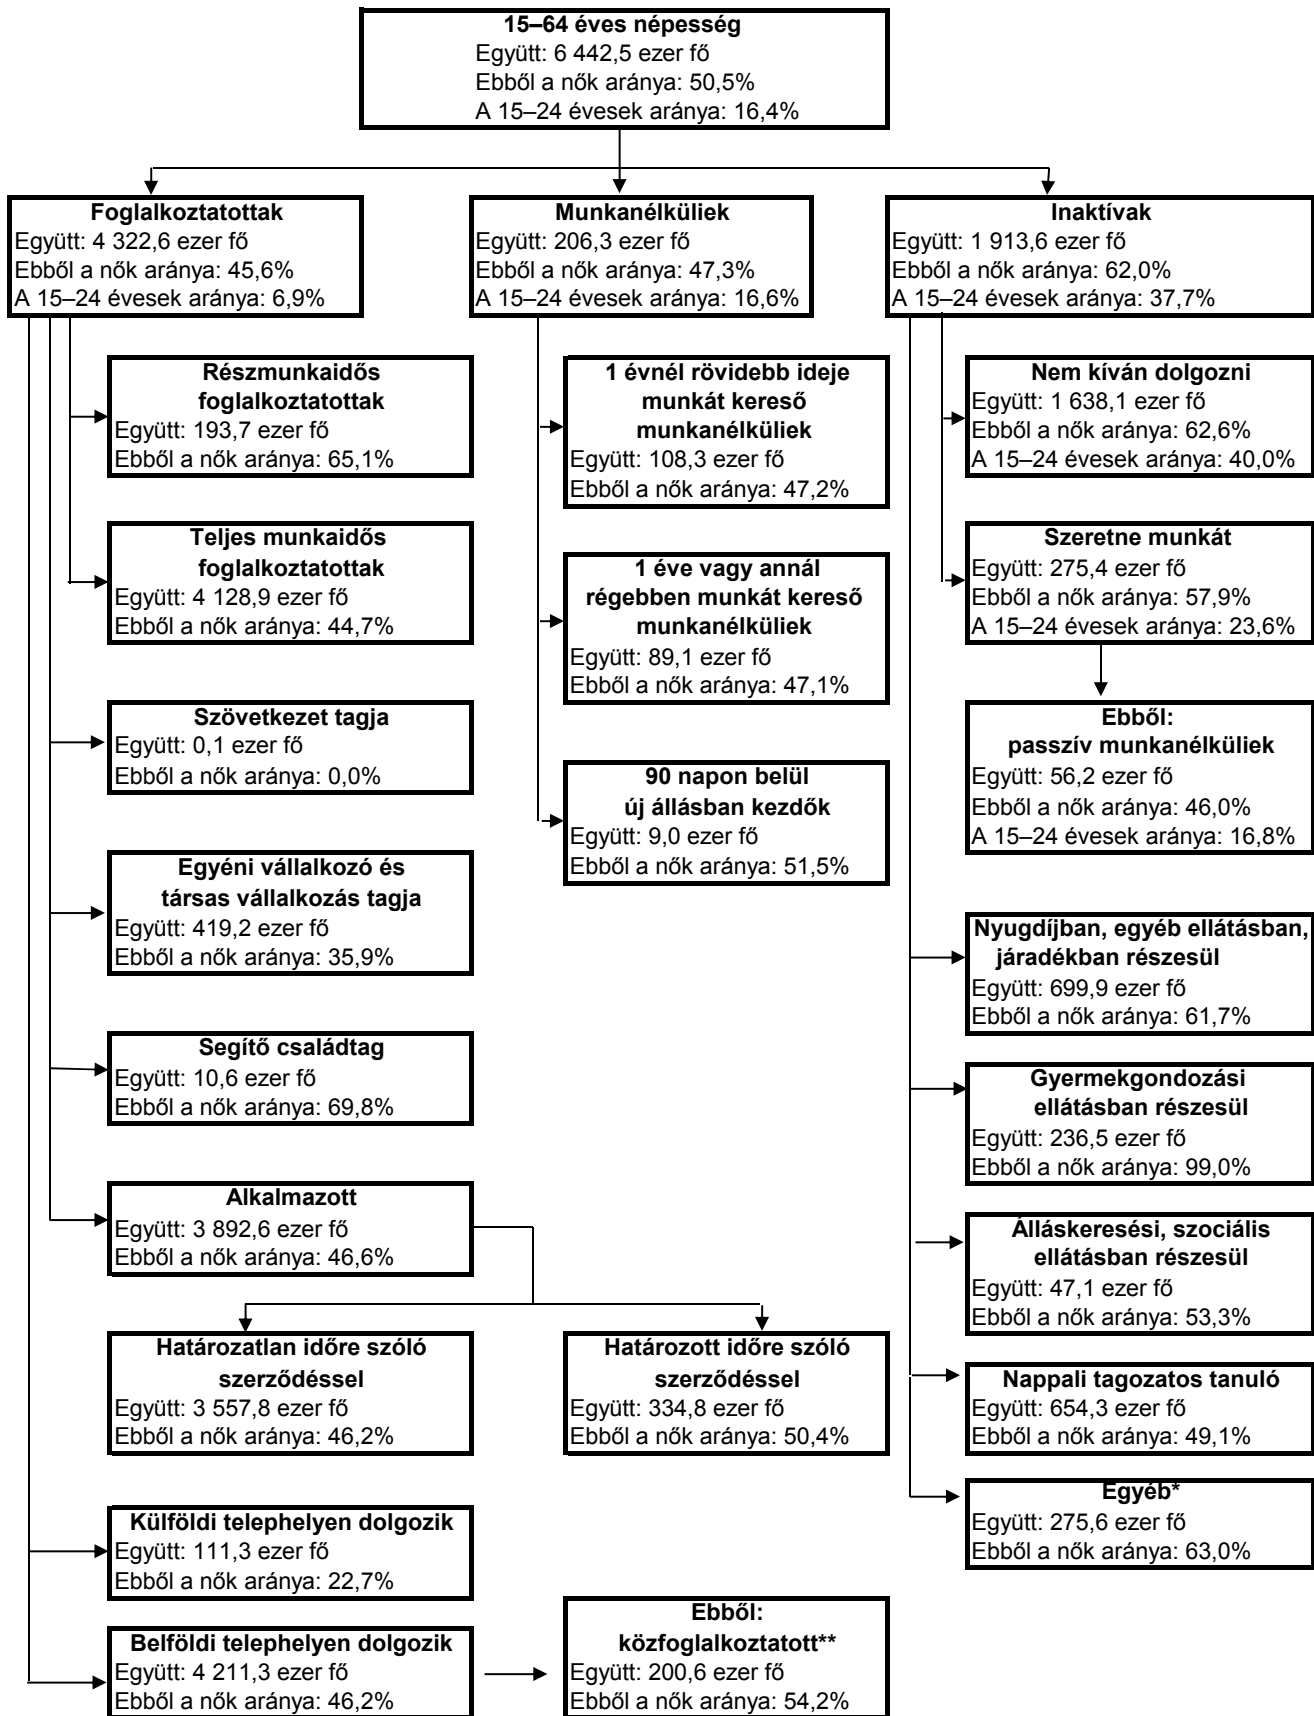 15–64 éves népesség
Együtt: 6 442,5 ezer fő
Ebből a nők aránya: 50,5%
A 15–24 évesek aránya: 16,4%
Foglalkoztatottak
Együtt: 4 322,6 ezer fő
Ebből a nők aránya: 45,6%
A 15–24 évesek aránya: 6,9%
Munkanélküliek
Együtt: 206,3 ezer fő
Ebből a nők aránya: 47,3%
A 15–24 évesek aránya: 16,6%
Inaktívak
Együtt: 1 913,6 ezer fő
Ebből a nők aránya: 62,0%
A 15–24 évesek aránya: 37,7%
Részmunkaidős
foglalkoztatottak
Együtt: 193,7 ezer fő
Ebből a nők aránya: 65,1%
Teljes munkaidős
foglalkoztatottak
Együtt: 4 128,9 ezer fő
Ebből a nők aránya: 44,7%
Szövetkezet tagja
Együtt: 0,1 ezer fő
Ebből a nők aránya: 0,0%
Egyéni vállalkozó és
társas vállalkozás tagja
Együtt: 419,2 ezer fő
Ebből a nők aránya: 35,9%
Segítő családtag
Együtt: 10,6 ezer fő
Ebből a nők aránya: 69,8%
Alkalmazott
Együtt: 3 892,6 ezer fő
Ebből a nők aránya: 46,6%
Határozatlan időre szóló
szerződéssel
Együtt: 3 557,8 ezer fő
Ebből a nők aránya: 46,2%
Határozott időre szóló
szerződéssel
Együtt: 334,8 ezer fő
Ebből a nők aránya: 50,4%
Külföldi telephelyen dolgozik
Együtt: 111,3 ezer fő
Ebből a nők aránya: 22,7%
Belföldi telephelyen dolgozik
Együtt: 4 211,3 ezer fő
Ebből a nők aránya: 46,2%
Ebből:
közfoglalkoztatott**
Együtt: 200,6 ezer fő
Ebből a nők aránya: 54,2%
1 évnél rövidebb ideje
munkát kereső
munkanélküliek
Együtt: 108,3 ezer fő
Ebből a nők aránya: 47,2%
1 éve vagy annál
régebben munkát kereső
munkanélküliek
Együtt: 89,1 ezer fő
Ebből a nők aránya: 47,1%
90 napon belül
új állásban kezdők
Együtt: 9,0 ezer fő
Ebből a nők aránya: 51,5%
Nem kíván dolgozni
Együtt: 1 638,1 ezer fő
Ebből a nők aránya: 62,6%
A 15–24 évesek aránya: 40,0%
Szeretne munkát
Együtt: 275,4 ezer fő
Ebből a nők aránya: 57,9%
A 15–24 évesek aránya: 23,6%
Ebből:
passzív munkanélküliek
Együtt: 56,2 ezer fő
Ebből a nők aránya: 46,0%
A 15–24 évesek aránya: 16,8%
Nyugdíjban, egyéb ellátásban,
járadékban részesül
Együtt: 699,9 ezer fő
Ebből a nők aránya: 61,7%
Gyermekgondozási
ellátásban részesül
Együtt: 236,5 ezer fő
Ebből a nők aránya: 99,0%
Álláskeresési, szociális
ellátásban részesül
Együtt: 47,1 ezer fő
Ebből a nők aránya: 53,3%
Nappali tagozatos tanuló
Együtt: 654,3 ezer fő
Ebből a nők aránya: 49,1%
Egyéb*
Együtt: 275,6 ezer fő
Ebből a nők aránya: 63,0%